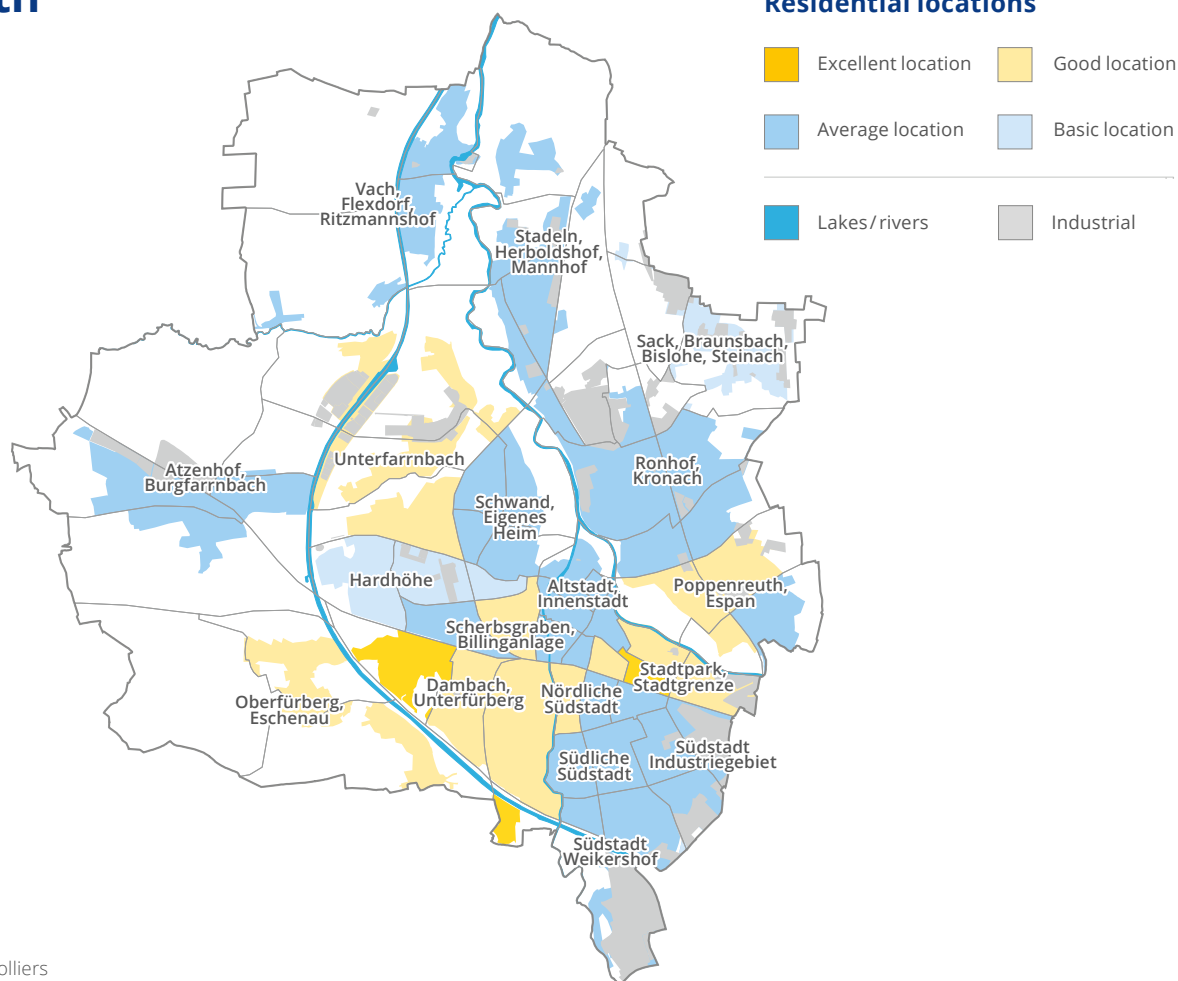 Residential locations
Excellent location
Good location
Average location
Basic location
Lakes/rivers
Industrial
Vach,
Flexdorf,
Ritzmannshof
Stadeln,
Herboldshof,
Mannhof
Sack, Braunsbach,
Bislohe, Steinach
Atzenhof,
Burgfarrnbach
Unterfarrnbach
Ronhof,
Kronach
Schwand,
Eigenes
Heim
Hardhöhe
Altstadt,
Innenstadt
Poppenreuth,
Espan
Scherbsgraben,
Billinganlage
Stadtpark,
Stadtgrenze
Dambach,
Unterfürberg
Nördliche
Südstadt
Oberfürberg,
Eschenau
Südliche
Südstadt
Südstadt
Industriegebiet
Südstadt
Weikershof
olliers